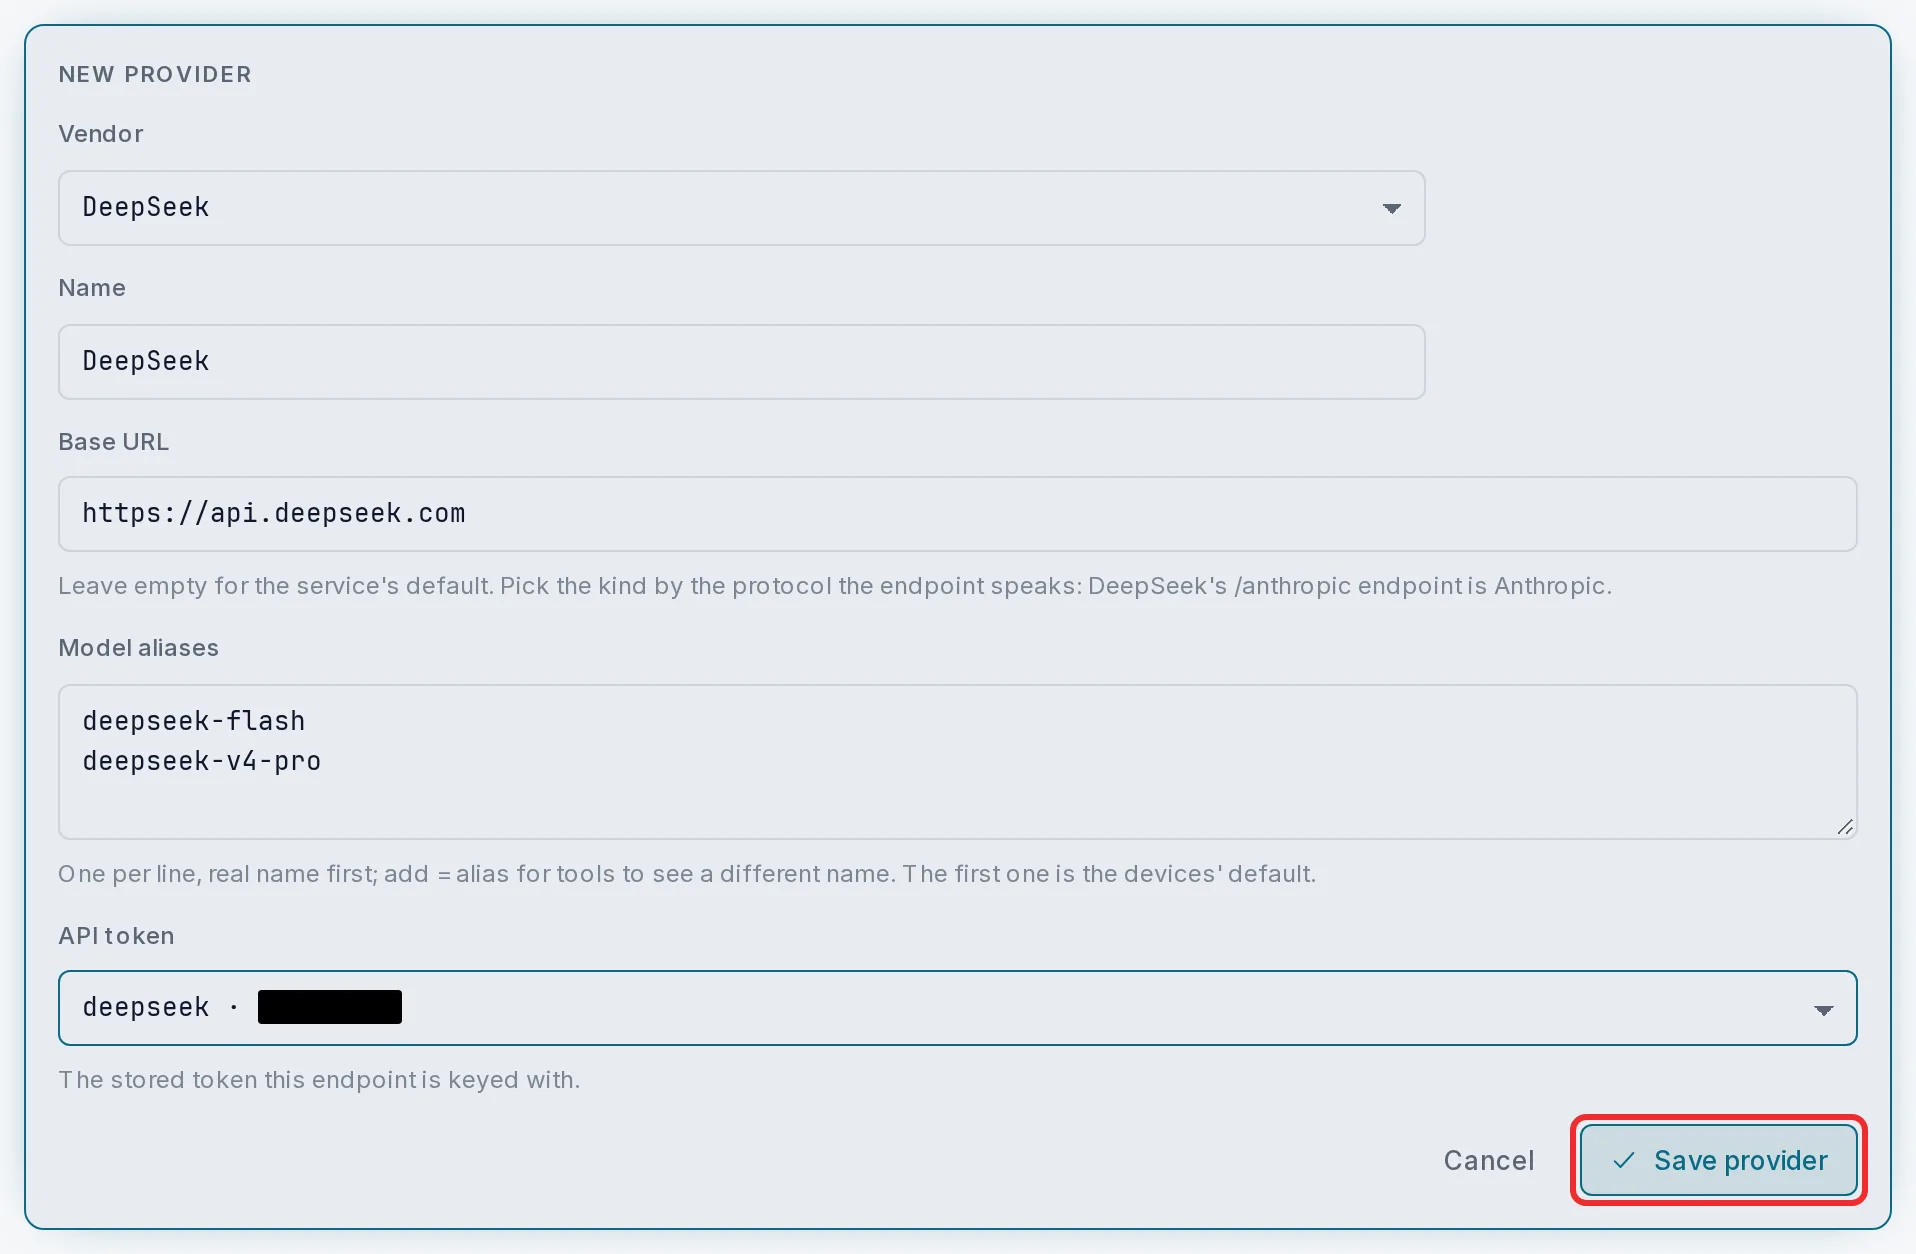 NEW PROVIDER
Vendor
DeepSeek
Name
DeepSeek
Base URL
https://api.deepseek.com
Leave empty for the service's default. Pick the kind by the protocol the endpoint speaks: DeepSeek's /anthropic endpoint is Anthropic.
Model aliases
deepseek-flash
deepseek-v4-pro
One per line, real name first; add =alias for tools to see a different name. The first one is the devices' default.
API token
deepseek ·
The stored token this endpoint is keyed with.
Cancel
Save provider